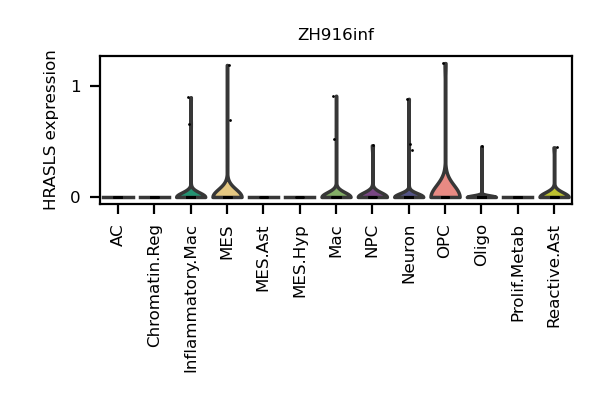 ZH916inf
HRASLS expression
1
0
AC
Chromatin.Reg
Inflammatory.Mac
MES
MES.Ast
MES.Hyp
Mac
NPC
Neuron
OPC
Oligo
Prolif.Metab
Reactive.Ast